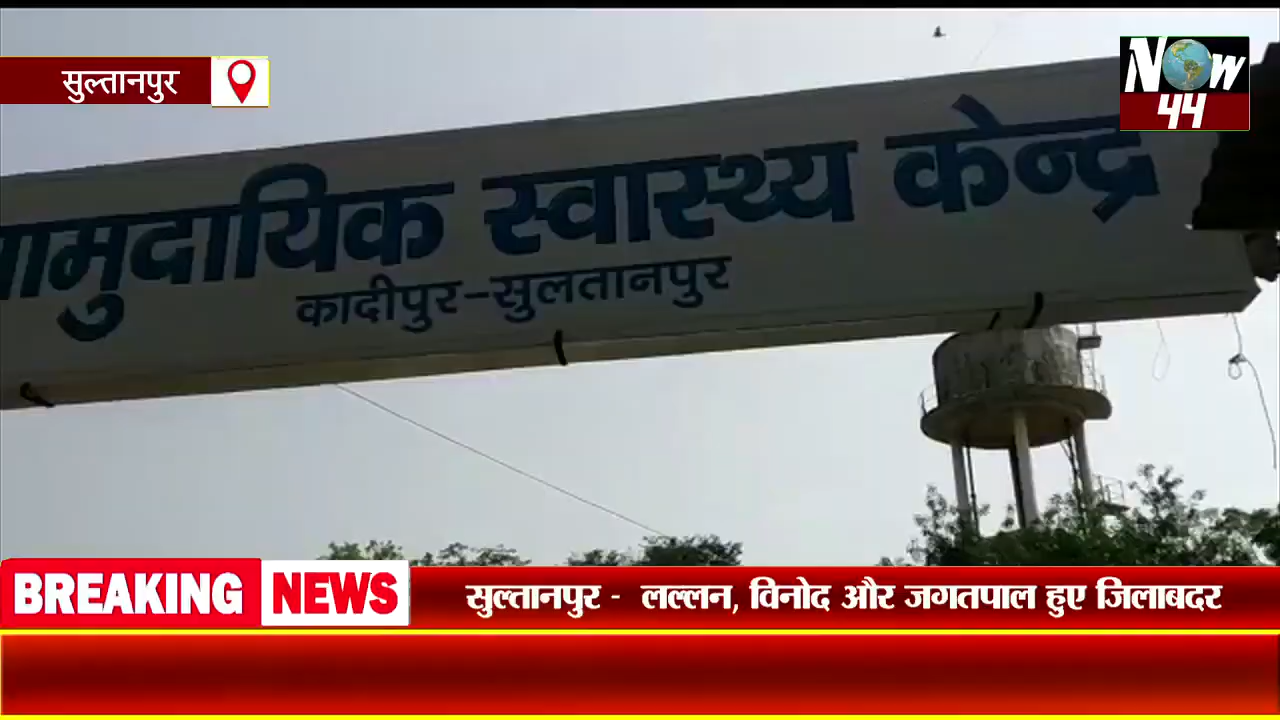 सुल्तानपुर
NOW
44
सामुदायिक स्वास्थ्य केन्द्र
कादीपुर-सुलतानपुर
BREAKING NEWS
सुल्तानपुर - लल्लन, विनोद और जगतपाल हुए जिलाबदर